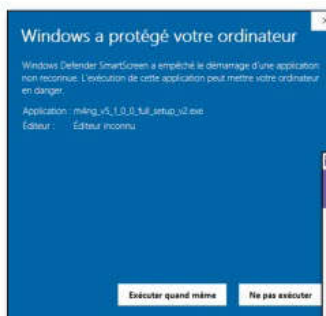 Windows a protégé votre ordinateur
Windows Defender SmartScreen a empêché le démarrage d'une application
non reconnue. L'exécution de cette application peut mettre votre ordinateur
en danger.
Application : m4ng_v5_1_0_0_full_setup_v2.exe
Éditeur : Éditeur inconnu
Exécuter quand même
Ne pas exécuter